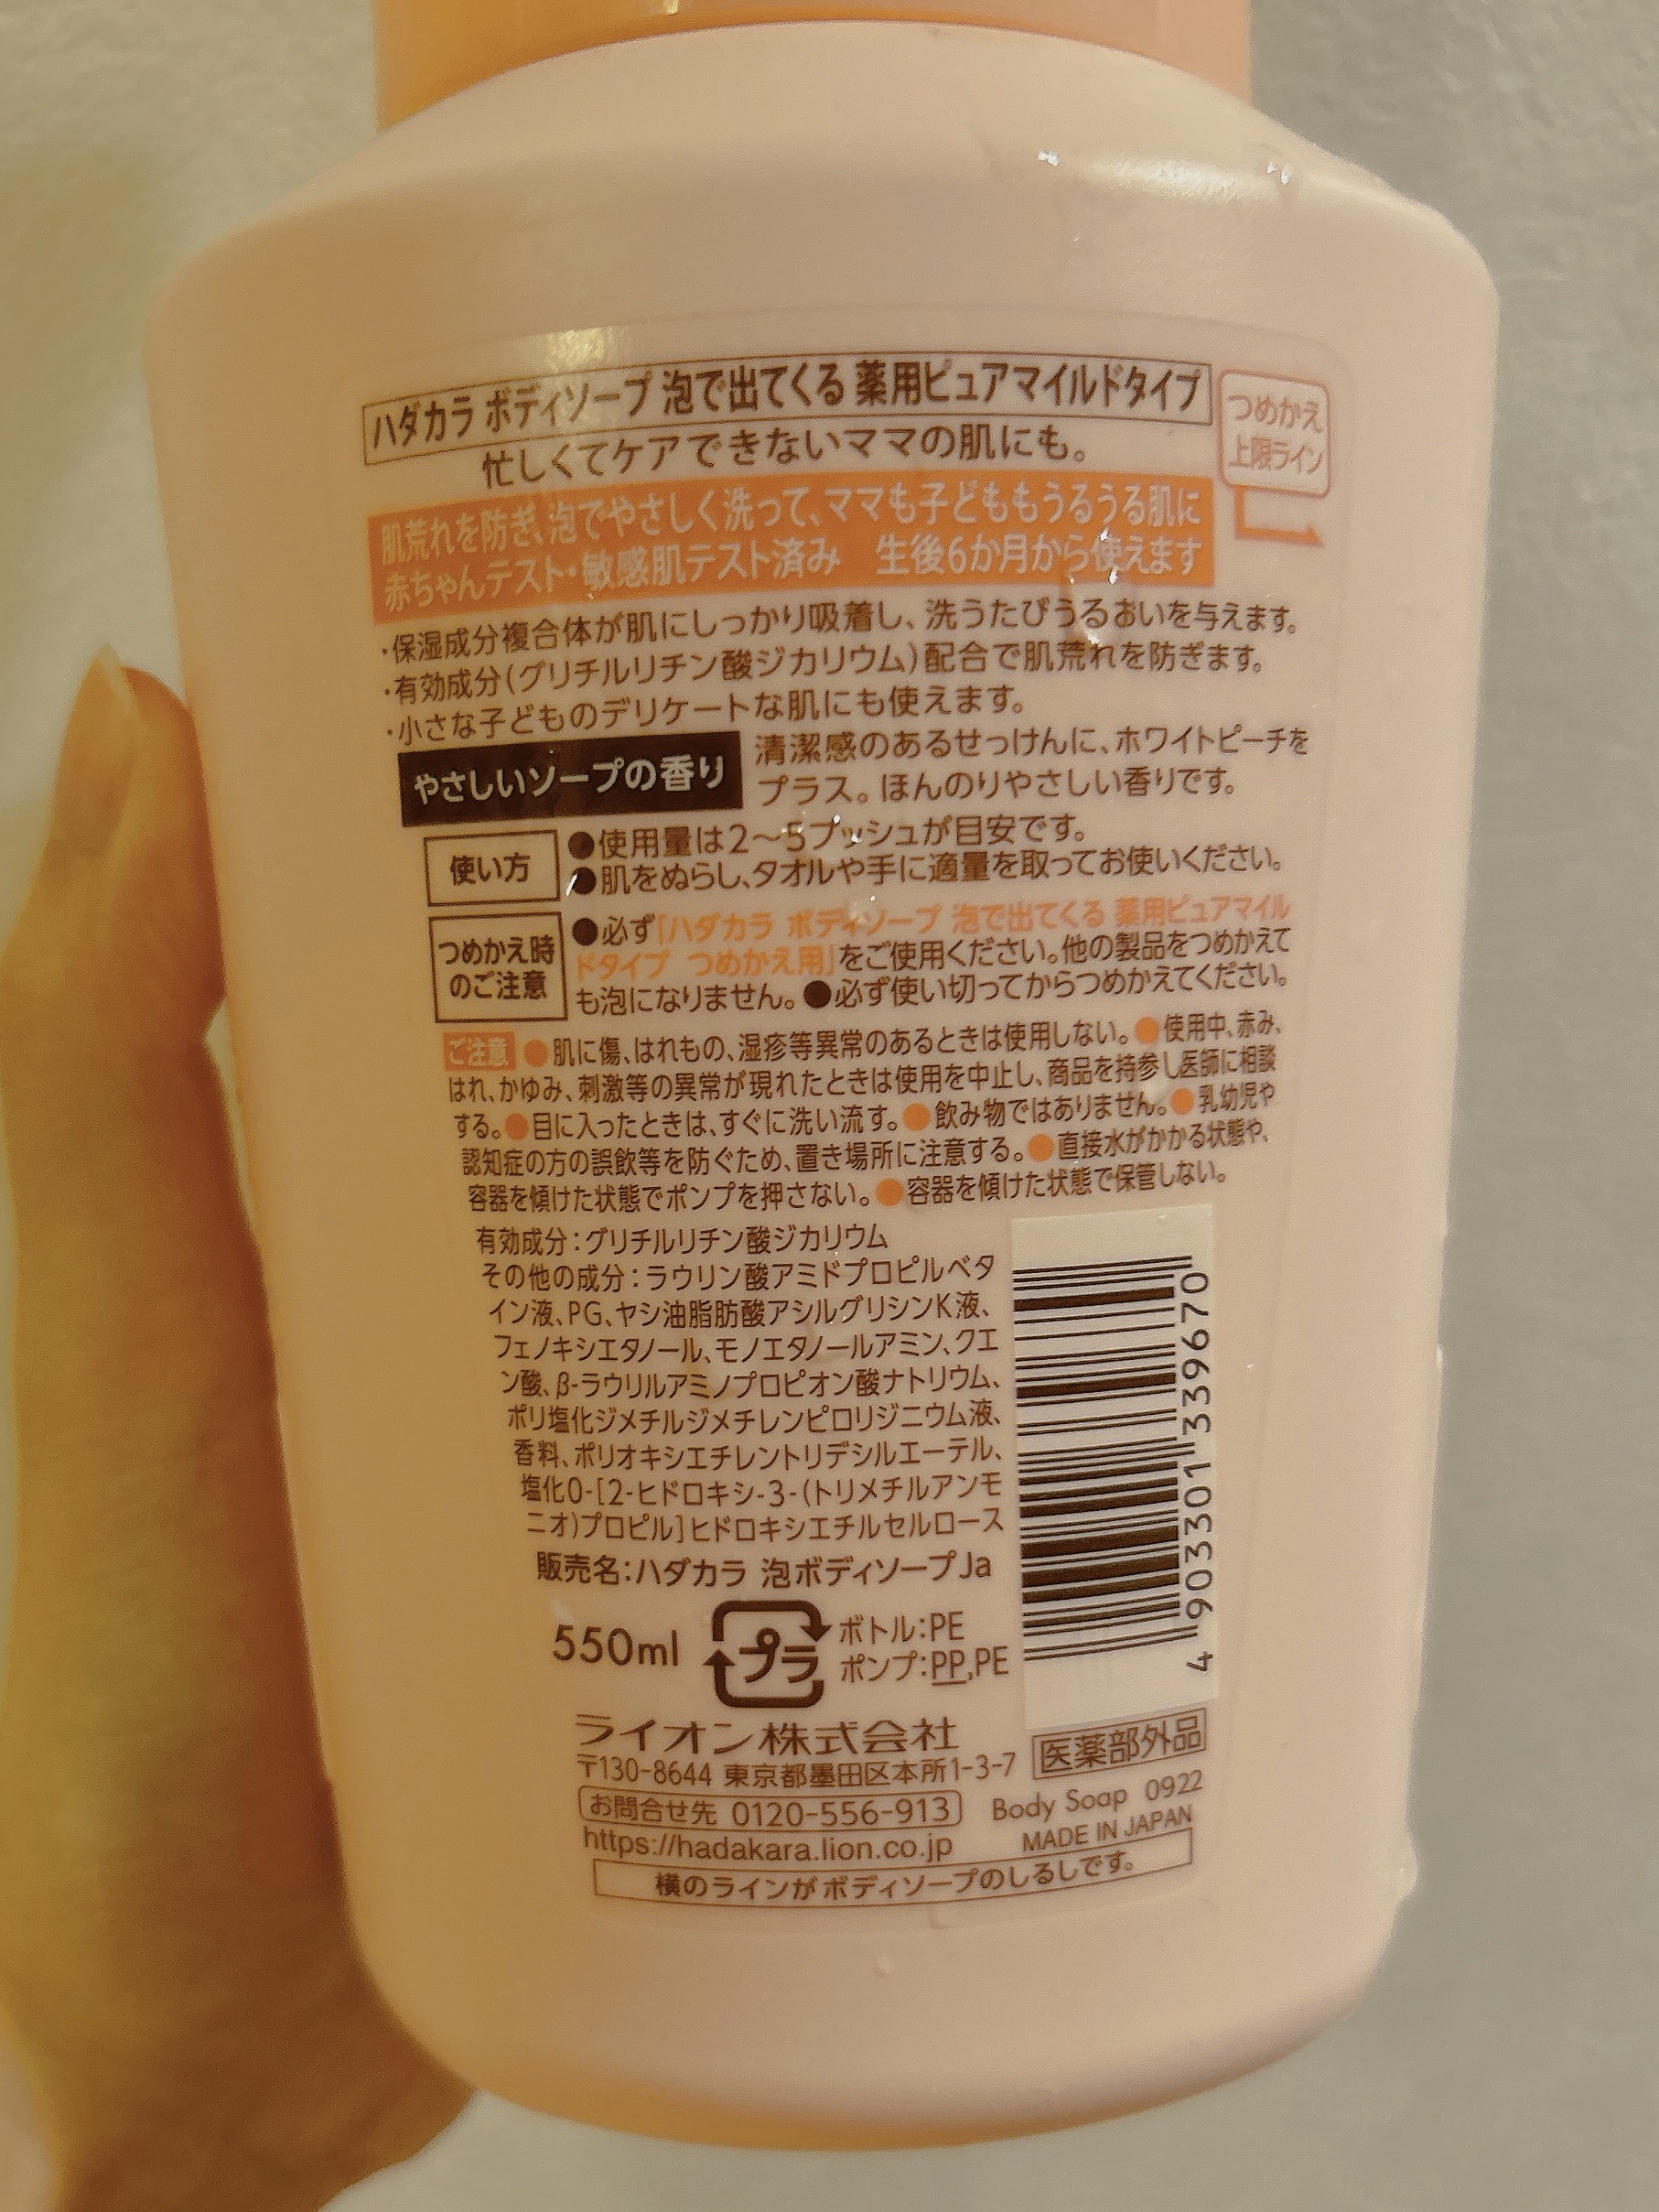 ハダカラ ボディソープ 泡で出てくる 薬用ピュアマイルドタイプ
つめかえ
上限ライン
忙しくてケアできないママの肌にも。
肌荒れを防ぎ、泡でやさしく洗って、ママも子どももうるうる肌に
赤ちゃんテスト・敏感肌テスト済み 生後6か月から使えます
・保湿成分複合体が肌にしっかり吸着し、洗うたびうるおいを与えます。
・有効成分(グリチルリチン酸ジカリウム)配合で肌荒れを防ぎます。
・小さな子どものデリケートな肌にも使えます。
やさしいソープの香り
清潔感のあるせっけんに、ホワイトピーチを
プラス。ほんのりやさしい香りです。
使い方
●使用量は2～5プッシュが目安です。
●肌をぬらし、タオルや手に適量を取ってお使いください。
つめかえ時
のご注意
●必ず「ハダカラ ボディソープ 泡で出てくる 薬用ピュアマイル
ドタイプ つめかえ用」をご使用ください。他の製品をつめかえて
も泡になりません。●必ず使い切ってからつめかえてください。
ご注意 ●肌に傷、はれもの、湿疹等異常のあるときは使用しない。●使用中、赤み、
はれ、かゆみ、刺激等の異常が現れたときは使用を中止し、商品を持参し医師に相談
する。●目に入ったときは、すぐに洗い流す。●飲み物ではありません。●乳幼児や
認知症の方の誤飲等を防ぐため、置き場所に注意する。●直接水がかかる状態や、
容器を傾けた状態でポンプを押さない。●容器を傾けた状態で保管しない。
有効成分：グリチルリチン酸ジカリウム
その他の成分：ラウリン酸アミドプロピルベタ
イン液、PG、ヤシ油脂肪酸アシルグリシンK液、
フェノキシエタノール、モノエタノールアミン、クエ
ン酸、β-ラウリルアミノプロピオン酸ナトリウム、
ポリ塩化ジメチルジメチレンピロリジニウム液、
香料、ポリオキシエチレントリデシルエーテル、
塩化O-[2-ヒドロキシ-3-(トリメチルアンモ
ニオ)プロピル]ヒドロキシエチルセルロース
販売名：ハダカラ 泡ボディソープJa
4 903301 339670
550ml
プラ
ボトル：PE
ポンプ：PP,PE
ライオン株式会社
〒130-8644 東京都墨田区本所1-3-7
医薬部外品
お問合せ先 0120-556-913
Body Soap 0922
https://hadakara.lion.co.jp
MADE IN JAPAN
横のラインがボディソープのしるしです。